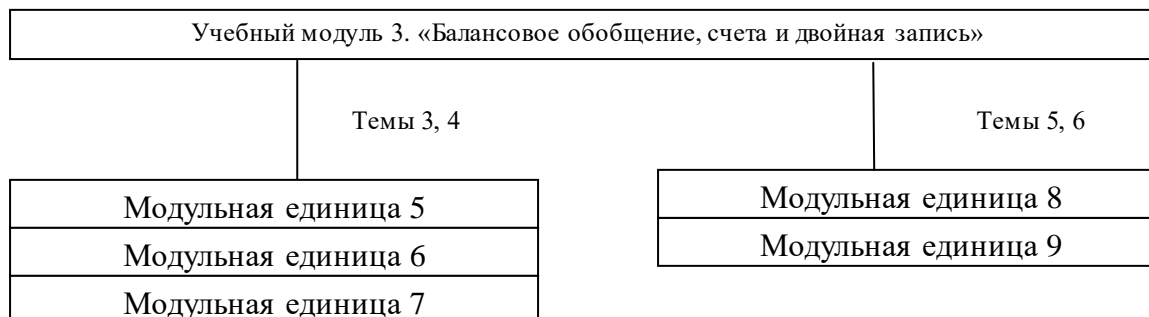 Учебный модуль 3. «Балансовое обобщение, счета и двойная запись»
Темы 3, 4
Темы 5, 6
Модульная единица 5
Модульная единица 6
Модульная единица 7
Модульная единица 8
Модульная единица 9